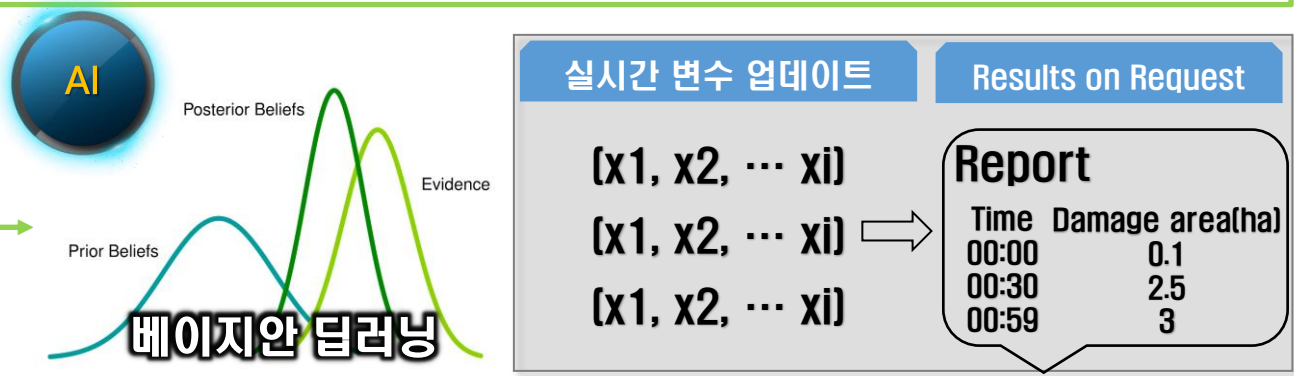 AI
Posterior Beliefs
Evidence
Prior Beliefs
베이지안 딥러닝
실시간 변수 업데이트
Results on Request
(x1, x2, ··· xi)
(x1, x2, ··· xi)
(x1, x2, ··· xi)
Report
Time Damage area(ha)
00:00 0.1
00:30 2.5
00:59 3